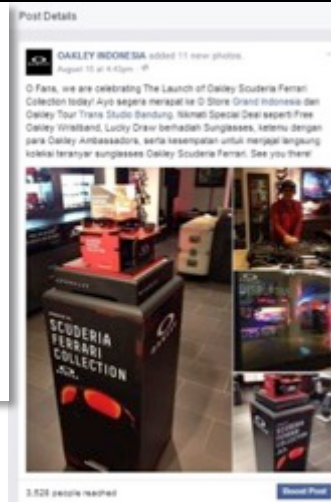 Post Details
OAKLEY INDONESIA added 11 new photos.
August 15 at 4:43pm
O Fans, we are celebrating The Launch of Oakley Scuderia Ferrari
Collection today! Ayo segera merapat ke O Store Grand Indonesia dan
Oakley Tour Trans Studio Bandung. Nikmati Special Deal seperti Free
Oakley Wristband, Lucky Draw berhadiah Sunglasses, ketemu dengan
para Oakley Ambassadors, serta kesempatan untuk menjajal langsung
koleksi teranyar sunglasses Oakley Scuderia Ferrari. See you there!
SCUDERIA
FERRARI
COLLECTION
OAKLEY
SCUDERIA
FERRARI
COLLECTION
3,528 people reached
Boost Post